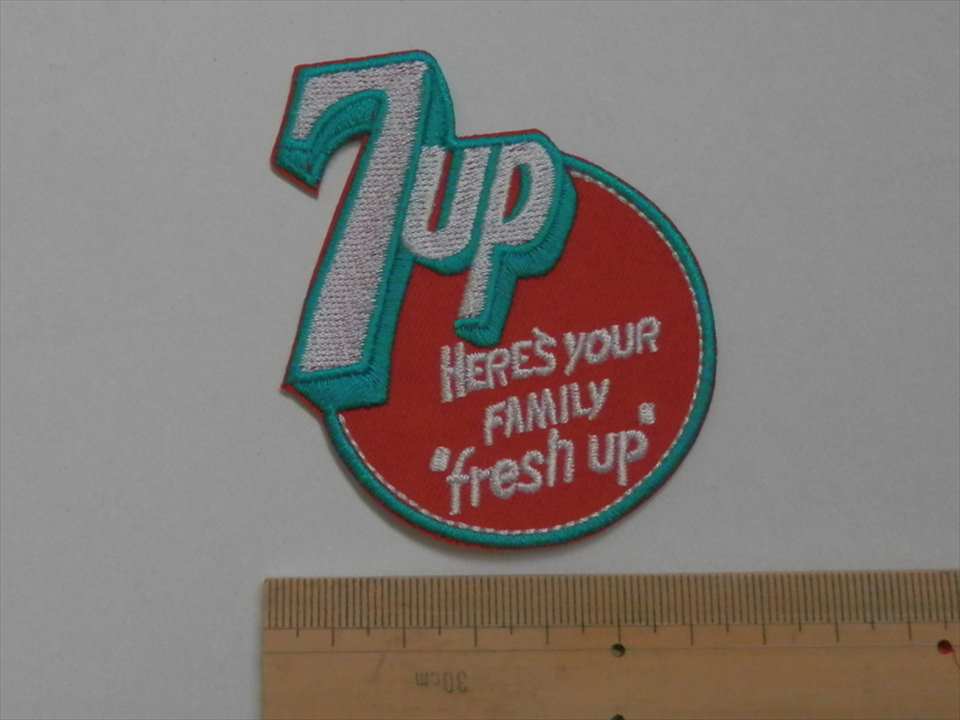 7up
HERE'S YOUR
FAMILY
"fresh up"
30cm